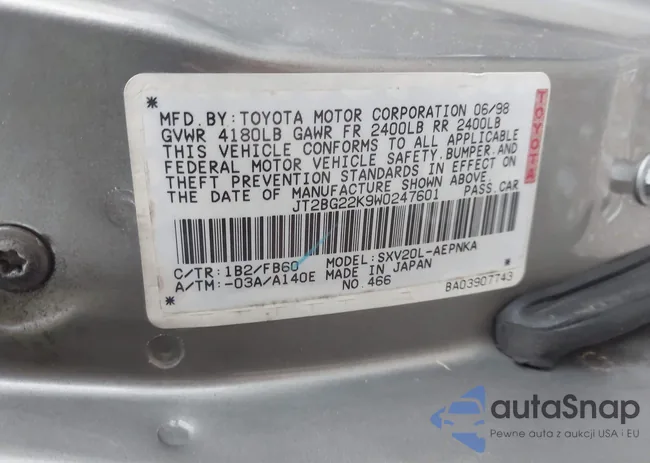 MFD. BY: TOYOTA MOTOR CORPORATION 06/98
GVWR 4180LB GAWR FR 2400LB RR 2400LB
THIS VEHICLE CONFORMS TO ALL APPLICABLE
FEDERAL MOTOR VEHICLE SAFETY, BUMPER, AND
THEFT PREVENTION STANDARDS IN EFFECT ON
THE DATE OF MANUFACTURE SHOWN ABOVE.
JT2BG22K9W0247601 PASS. CAR
C/TR: 1B2/FB60 MODEL: SXV20L-AEPNKA
A/TM: -03A/A140E MADE IN JAPAN
NO. 466 BA03907743
TOYOTA
autaSnap
Pewne auta z aukcji USA i EU